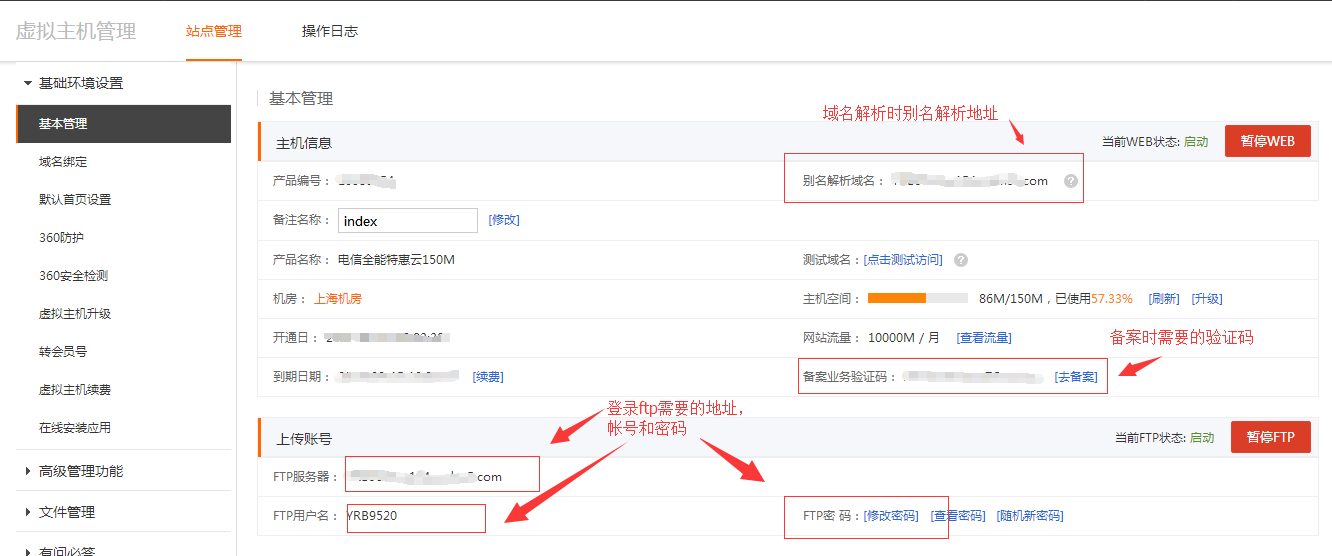 虚拟主机管理 站点管理 操作日志
基础环境设置
基本管理
域名绑定
默认首页设置
360防护
360安全检测
虚拟主机升级
转会员号
虚拟主机续费
在线安装应用
高级管理功能
文件管理
有问必答
基本管理
域名解析时别名解析地址
主机信息 当前WEB状态: 启动 暂停WEB
产品编号： 别名解析域名： com ?
备注名称： index [修改]
产品名称： 电信全能特惠云150M 测试域名：[点击测试访问] ?
机房： 上海机房 主机空间： 86M/150M，已使用57.33% [刷新] [升级]
开通日： 网站流量： 10000M / 月 [查看流量]
备案时需要的验证码
到期日期： [续费] 备案业务验证码： [去备案]
登录ftp需要的地址,
帐号和密码
上传账号 当前FTP状态: 启动 暂停FTP
FTP服务器： com
FTP用户名： YRB9520 FTP密 码：[修改密码] [查看密码] [随机新密码]